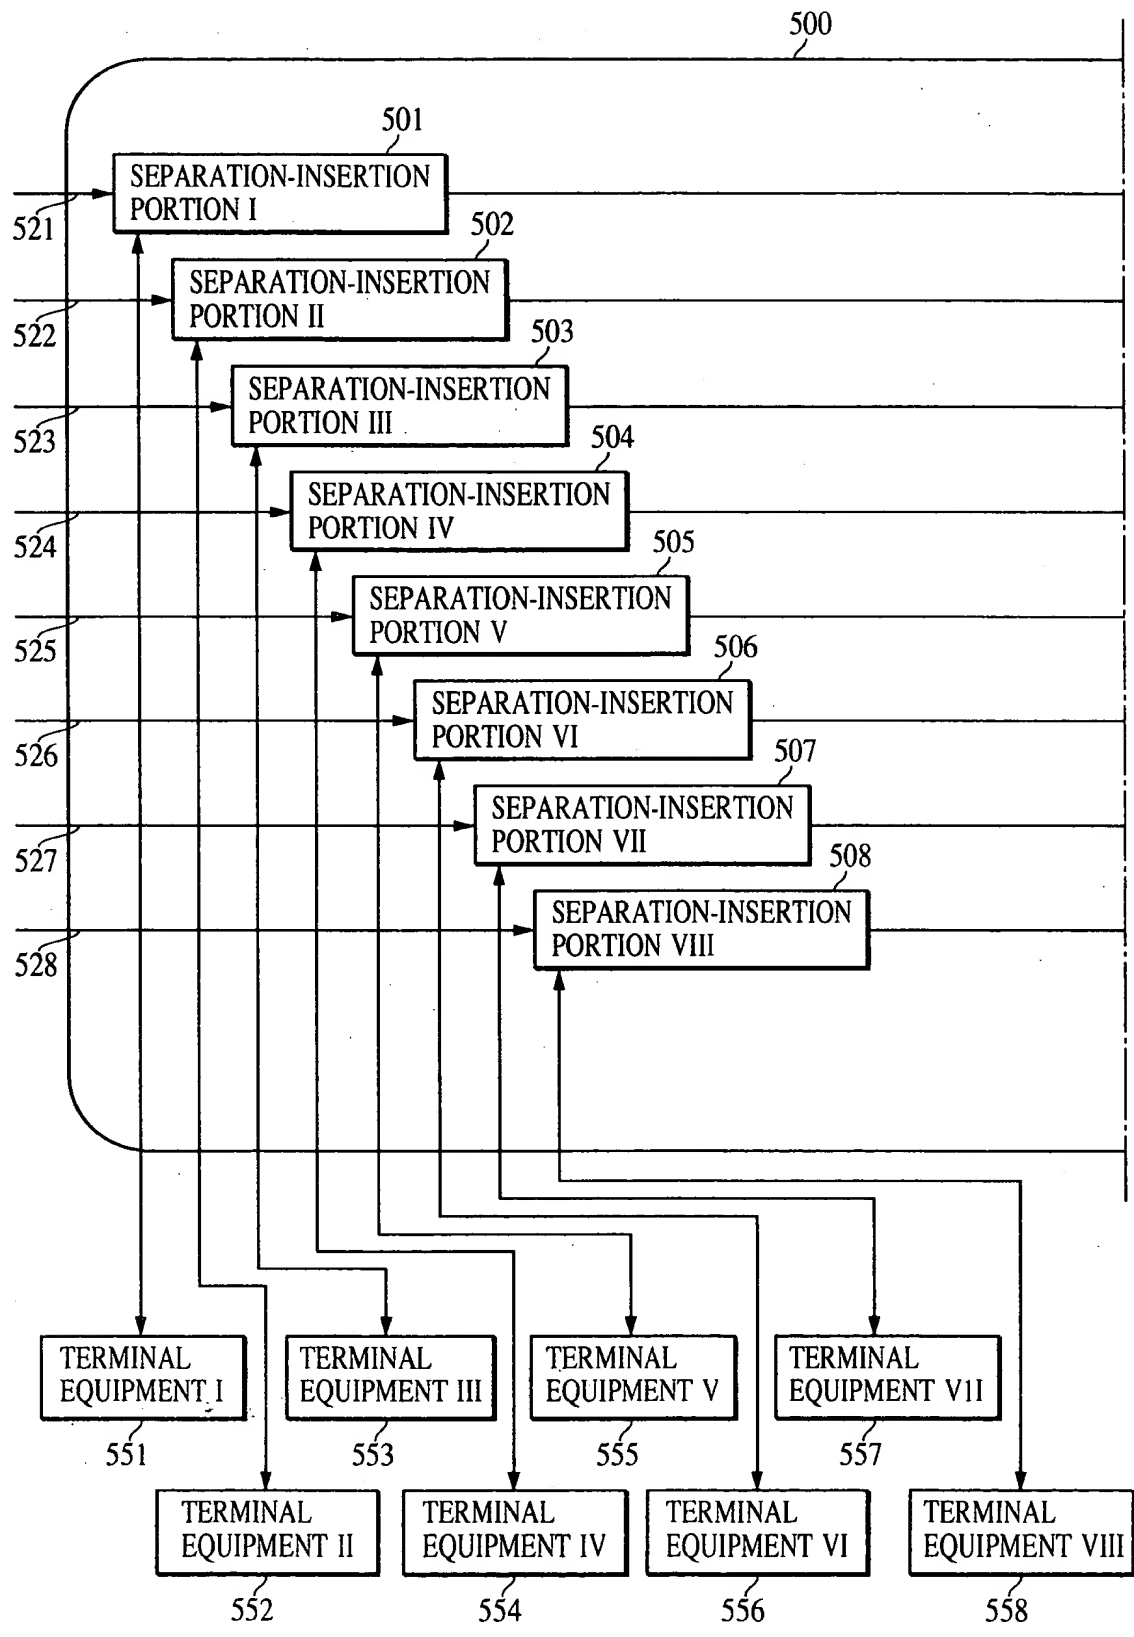 500
501
SEPARATION-INSERTION
PORTION I
521
502
SEPARATION-INSERTION
PORTION II
522
503
SEPARATION-INSERTION
PORTION III
523
504
SEPARATION-INSERTION
PORTION IV
524
505
SEPARATION-INSERTION
PORTION V
525
506
SEPARATION-INSERTION
PORTION VI
526
507
SEPARATION-INSERTION
PORTION VII
527
508
SEPARATION-INSERTION
PORTION VIII
528
TERMINAL
EQUIPMENT I
551
TERMINAL
EQUIPMENT III
553
TERMINAL
EQUIPMENT V
555
TERMINAL
EQUIPMENT VII
557
TERMINAL
EQUIPMENT II
552
TERMINAL
EQUIPMENT IV
554
TERMINAL
EQUIPMENT VI
556
TERMINAL
EQUIPMENT VIII
558